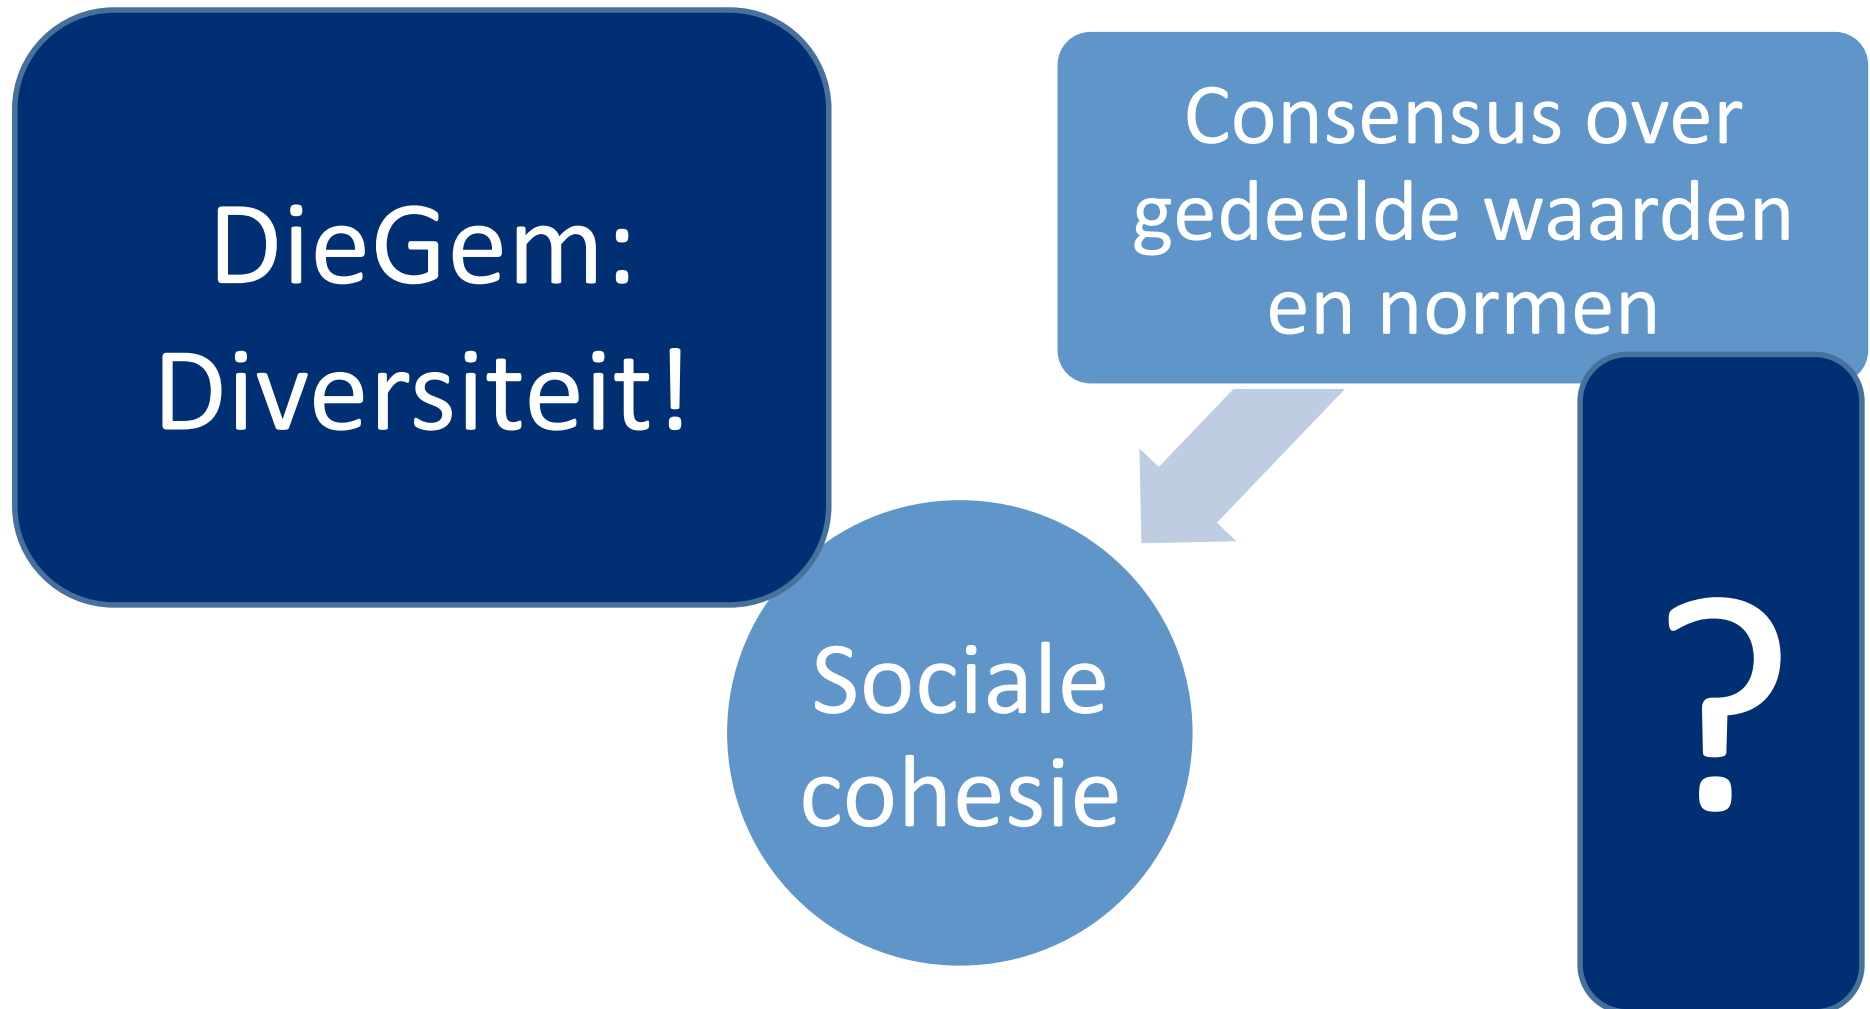 DieGem:
Diversiteit!
Consensus over
gedeelde waarden
en normen
Sociale
cohesie
?